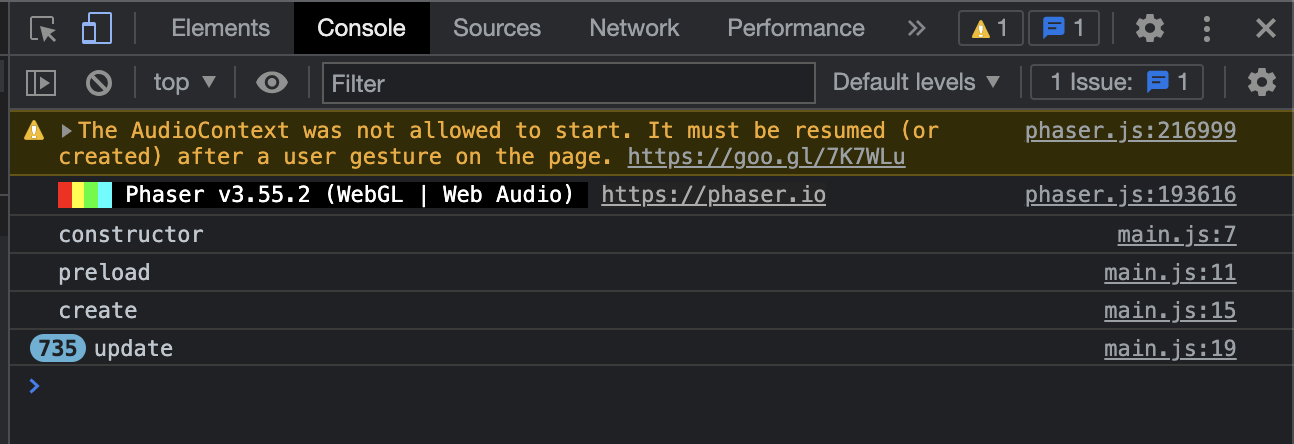 Elements Console Sources Network Performance 1 1
top Filter Default levels 1 Issue: 1
The AudioContext was not allowed to start. It must be resumed (or phaser.js:216999
created) after a user gesture on the page. https://goo.gl/7K7WLu
Phaser v3.55.2 (WebGL | Web Audio) https://phaser.io phaser.js:193616
constructor main.js:7
preload main.js:11
create main.js:15
735 update main.js:19